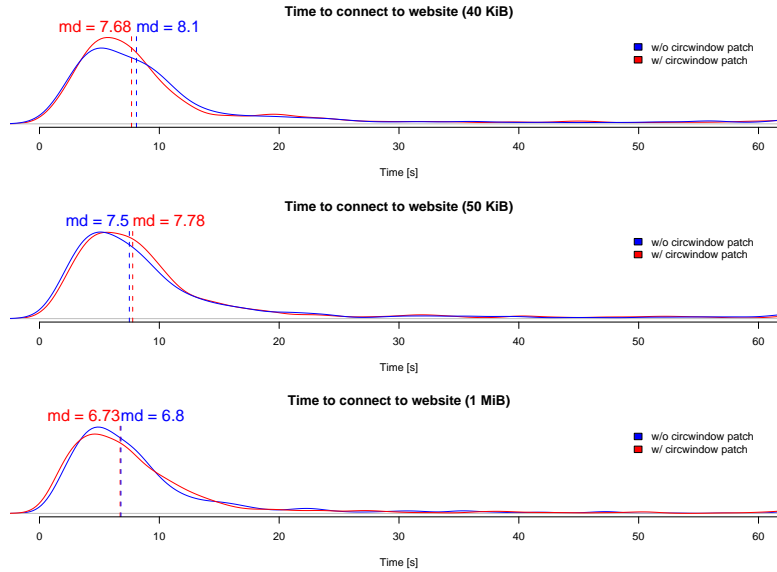 Time to connect to website (40 KiB)
md = 7.68 md = 8.1
w/o circwindow patch
w/ circwindow patch
0 10 20 30 40 50 60
Time [s]
Time to connect to website (50 KiB)
md = 7.5 md = 7.78
w/o circwindow patch
w/ circwindow patch
0 10 20 30 40 50 60
Time [s]
Time to connect to website (1 MiB)
md = 6.73 md = 6.8
w/o circwindow patch
w/ circwindow patch
0 10 20 30 40 50 60
Time [s]